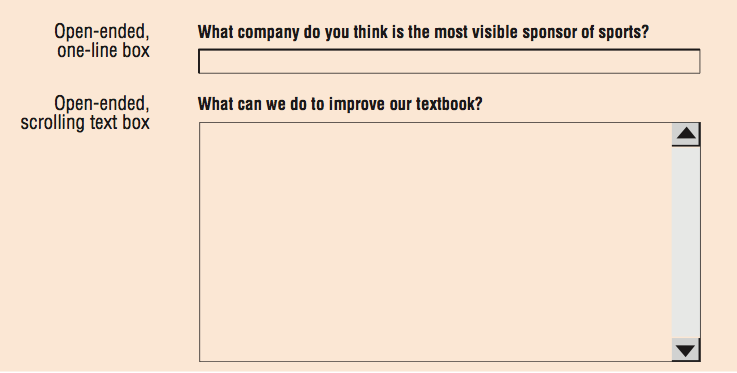 Open-ended,
one-line box
What company do you think is the most visible sponsor of sports?
Open-ended,
scrolling text box
What can we do to improve our textbook?